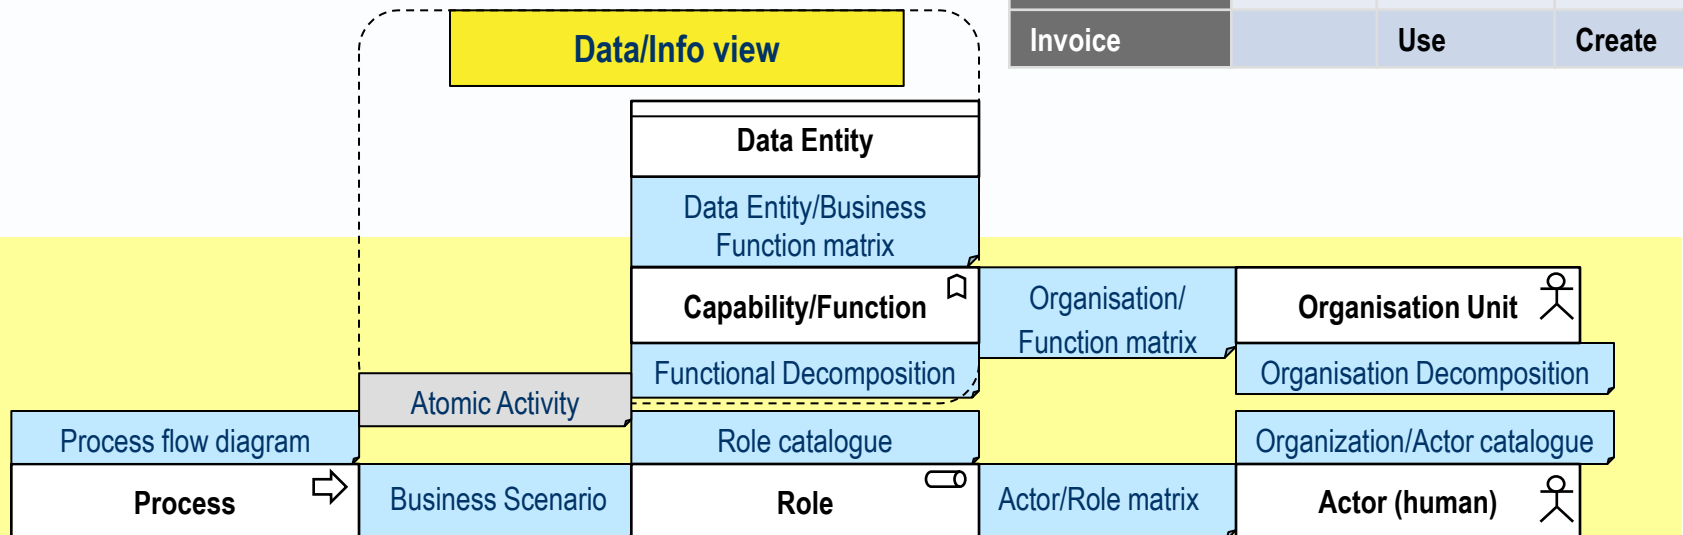 Data/Info view
Invoice Use Create
Data Entity
Data Entity/Business
Function matrix
Capability/Function
Organisation/
Function matrix
Organisation Unit
Functional Decomposition
Organisation Decomposition
Atomic Activity
Process flow diagram
Role catalogue
Organization/Actor catalogue
Process
Business Scenario
Role
Actor/Role matrix
Actor (human)